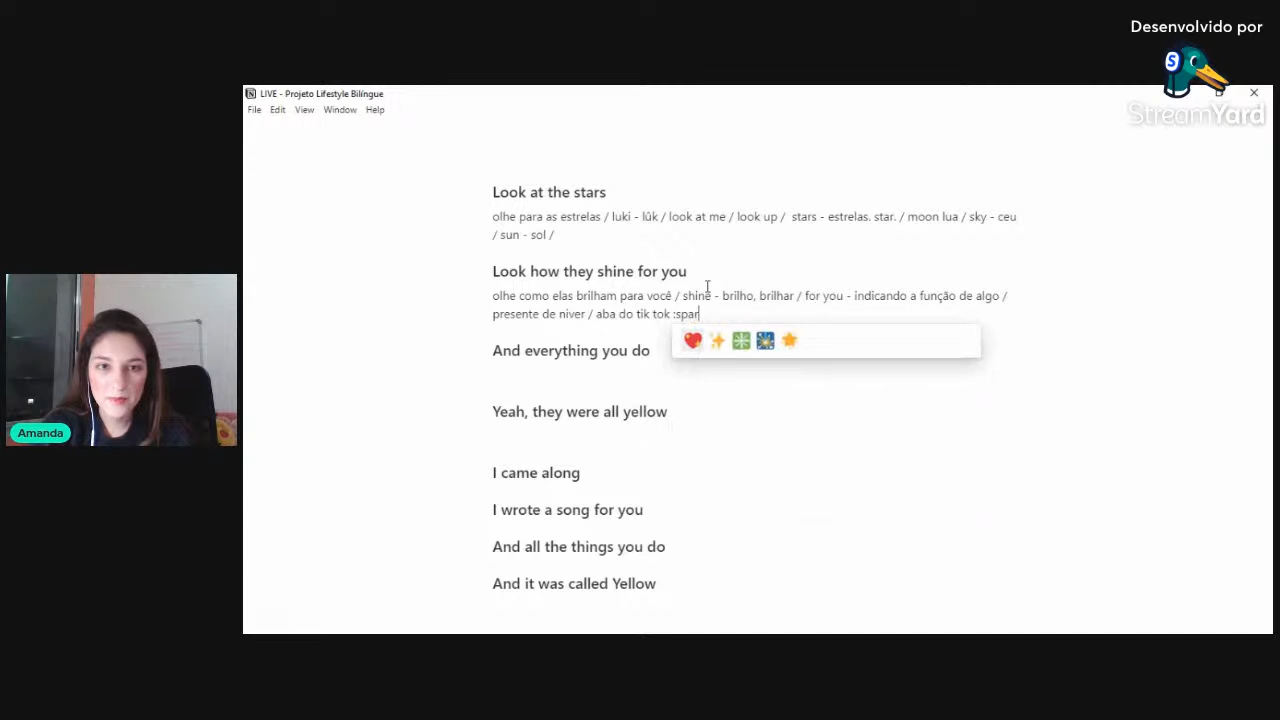 Desenvolvido por
StreamYard
LIVE - Projeto Lifestyle Bilíngue
File Edit View Window Help
Look at the stars
olhe para as estrelas / luki - lûk / look at me / look up / stars - estrelas. star. / moon lua / sky - ceu
/ sun - sol /
Look how they shine for you
olhe como elas brilham para você / shine - brilho, brilhar / for you - indicando a função de algo /
presente de niver / aba do tik tok :spar
And everything you do
Yeah, they were all yellow
I came along
I wrote a song for you
And all the things you do
And it was called Yellow
Amanda